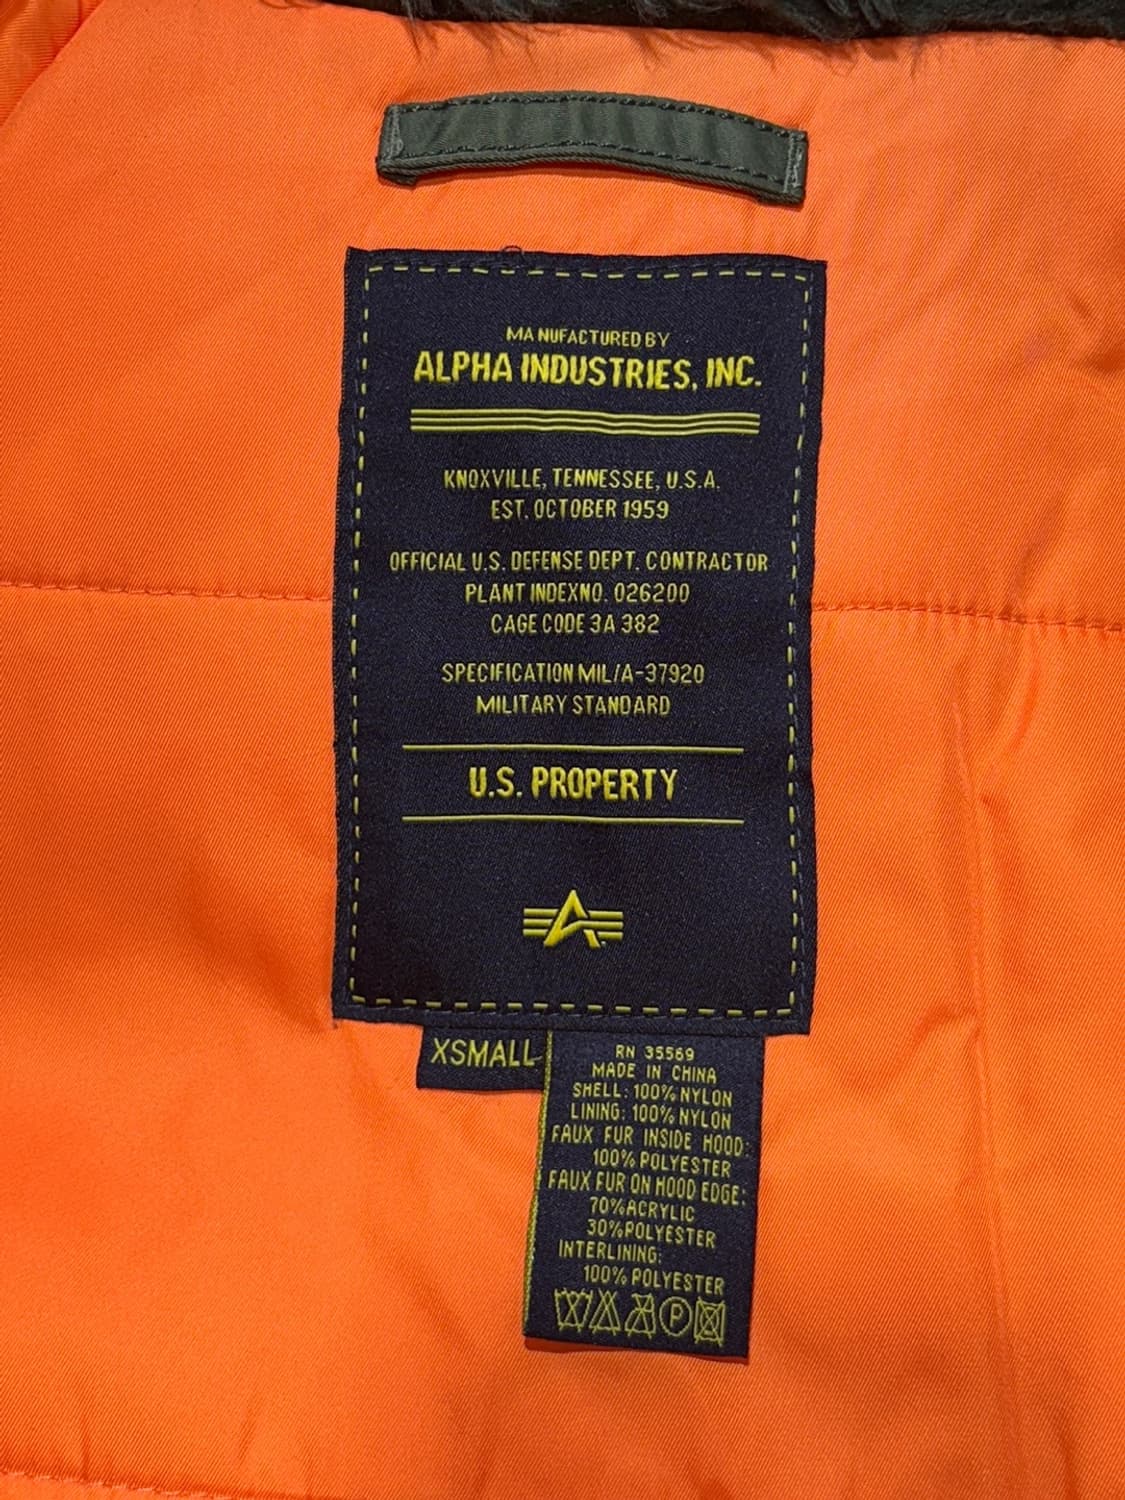 MANUFACTURED BY
ALPHA INDUSTRIES, INC.
KNOXVILLE, TENNESSEE, U.S.A.
EST. OCTOBER 1959
OFFICIAL U.S. DEFENSE DEPT. CONTRACTOR
PLANT INDEXNO. 026200
CAGE CODE 3A 382
SPECIFICATION MIL/A-37920
MILITARY STANDARD
U.S. PROPERTY
A
XSMALL
RN 35569
MADE IN CHINA
SHELL: 100% NYLON
LINING: 100% NYLON
FAUX FUR INSIDE HOOD:
100% POLYESTER
FAUX FUR ON HOOD EDGE:
70%ACRYLIC
30%POLYESTER
INTERLINING:
100% POLYESTER
P